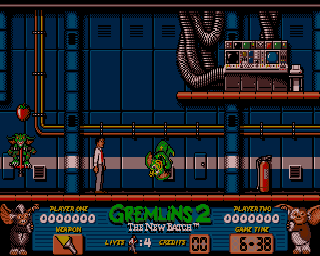 PLAYER ONE
0000000
WEAPON
GREMLINS 2
THE NEW BATCH™
LIVES :4 CREDITS 00
PLAYER TWO
0000000
GAME TIME
6:38